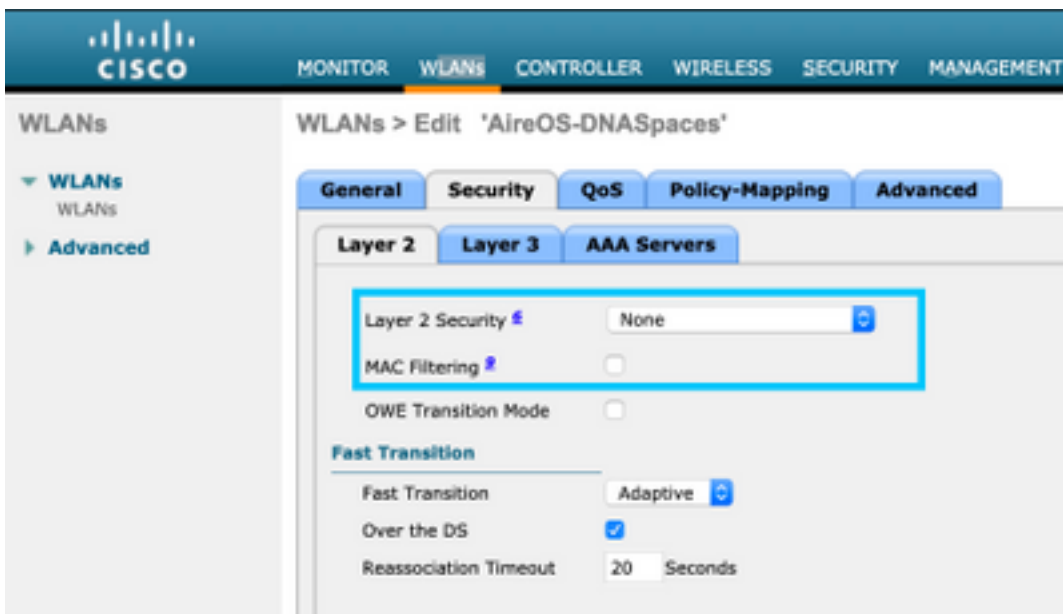 CISCO
MONITOR WLANs CONTROLLER WIRELESS SECURITY MANAGEMENT
WLANs
WLANs > Edit 'AireOS-DNASpaces'
WLANs
WLANs
Advanced
General Security QoS Policy-Mapping Advanced
Layer 2 Layer 3 AAA Servers
Layer 2 Security None
MAC Filtering
OWE Transition Mode
Fast Transition
Fast Transition Adaptive
Over the DS
Reassociation Timeout 20 Seconds